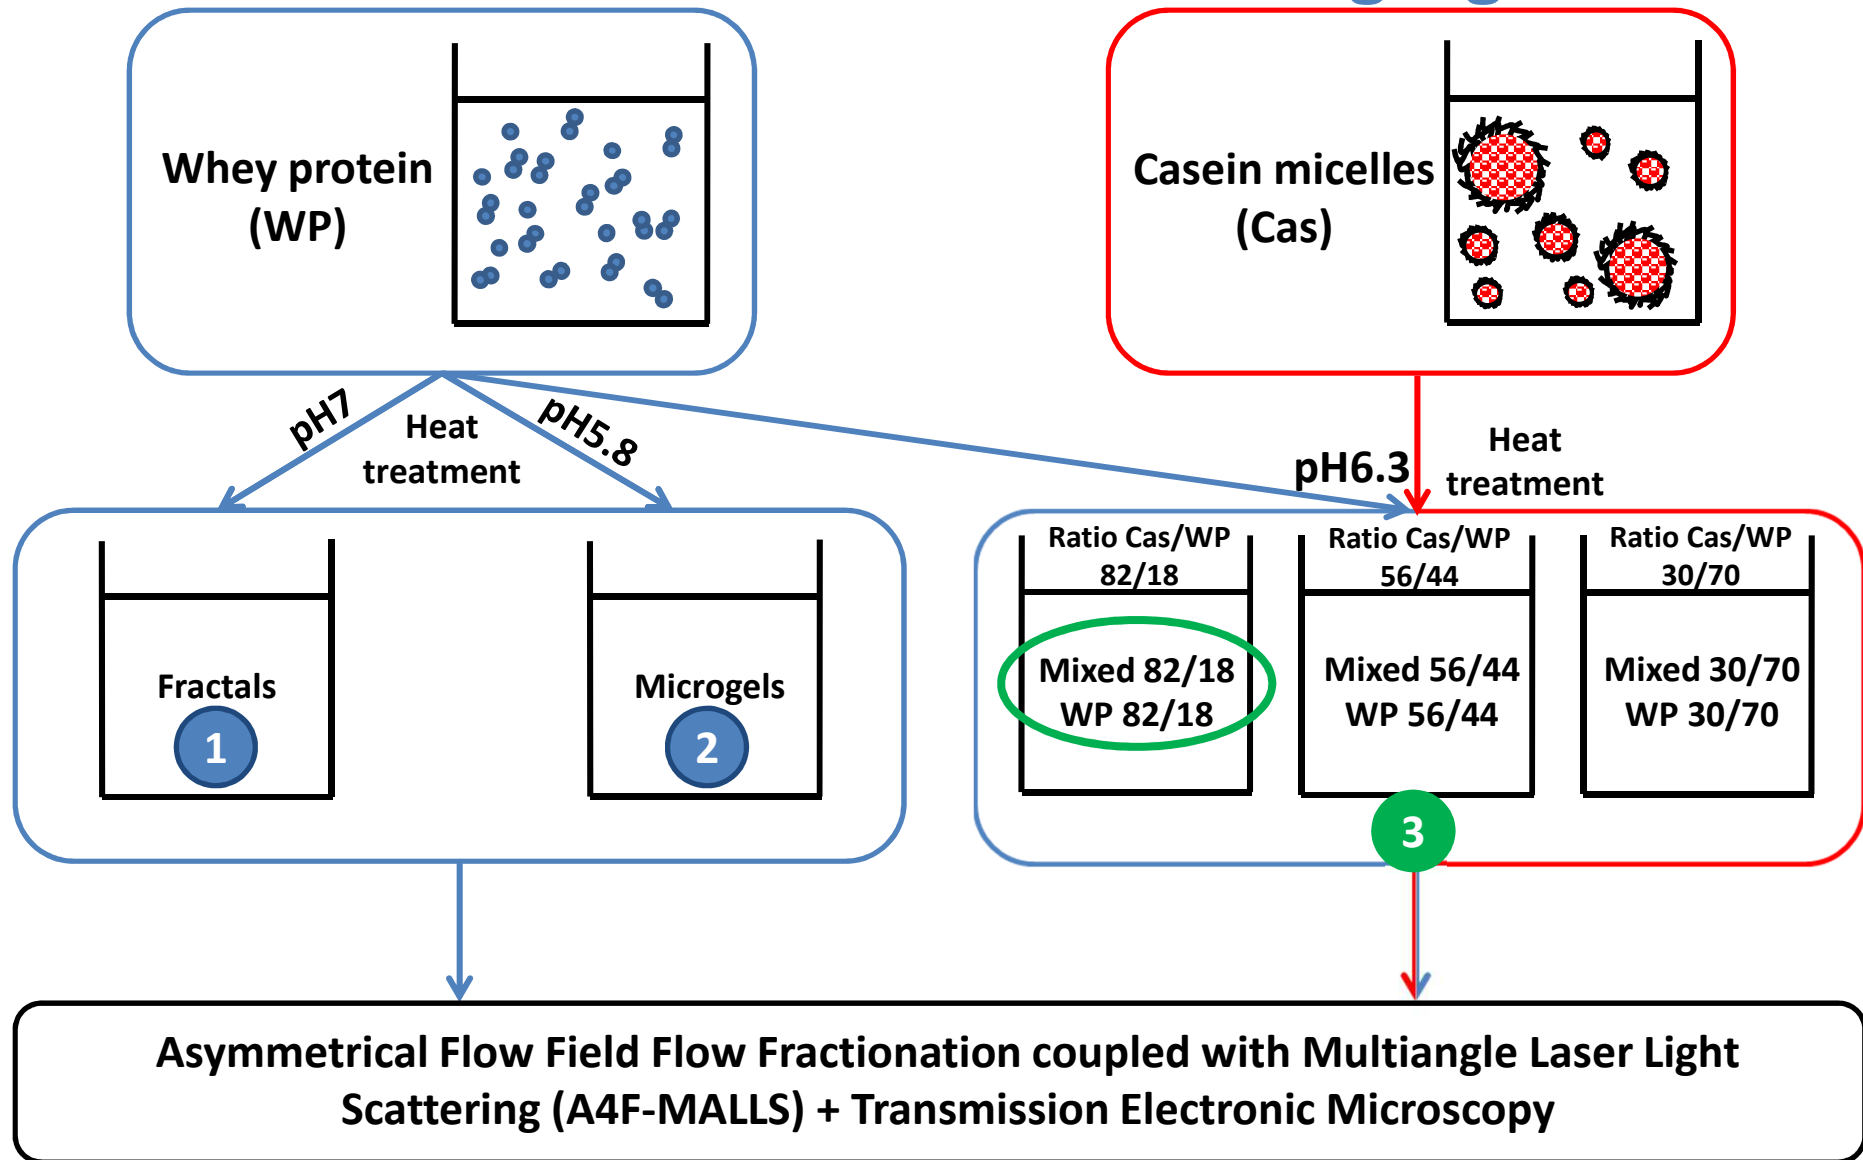 Whey protein
(WP)
Casein micelles
(Cas)
pH7
Heat
treatment
pH5.8
pH6.3
Heat
treatment
Fractals
1
Microgels
2
Ratio Cas/WP
82/18
Mixed 82/18
WP 82/18
Ratio Cas/WP
56/44
Mixed 56/44
WP 56/44
Ratio Cas/WP
30/70
Mixed 30/70
WP 30/70
3
Asymmetrical Flow Field Flow Fractionation coupled with Multiangle Laser Light
Scattering (A4F-MALLS) + Transmission Electronic Microscopy